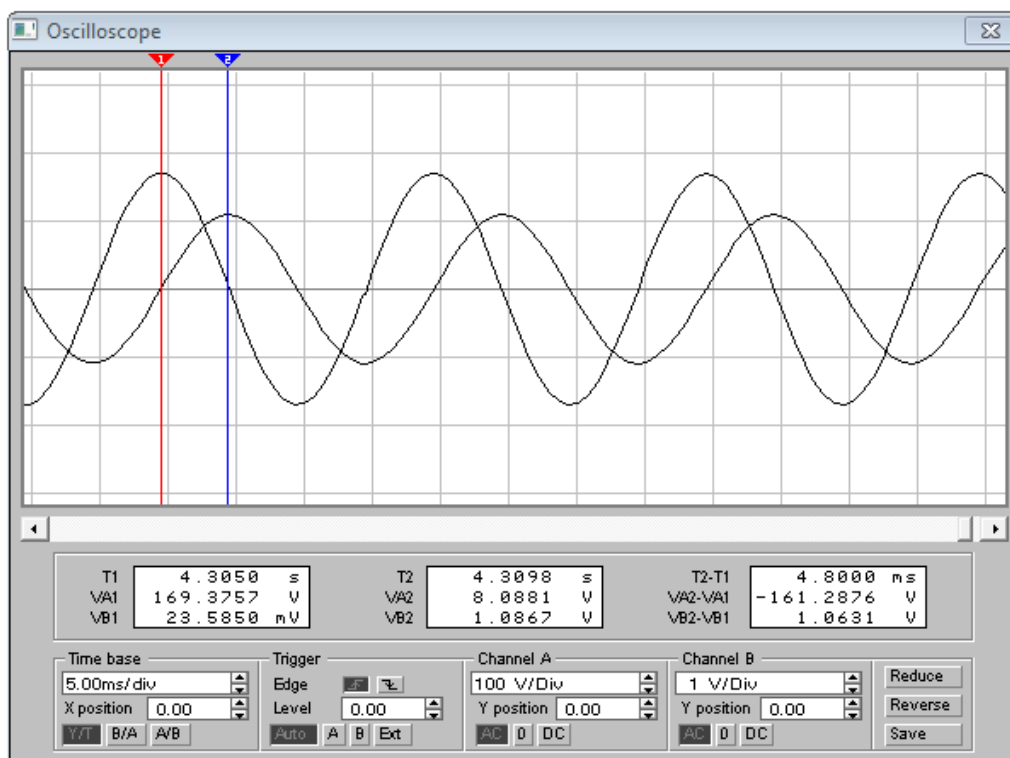 Oscilloscope
1 2
T1 4.3050 s T2 4.3098 s T2-T1 4.8000 ms
VA1 169.3757 V VA2 8.0881 V VA2-VA1 -161.2876 V
VB1 23.5850 mV VB2 1.0867 V VB2-VB1 1.0631 V
Time base Trigger Channel A Channel B
5.00ms/div Edge 100 V/Div 1 V/Div Reduce
X position 0.00 Level 0.00 Y position 0.00 Y position 0.00 Reverse
Y/T B/A A/B Auto A B Ext AC 0 DC AC 0 DC Save